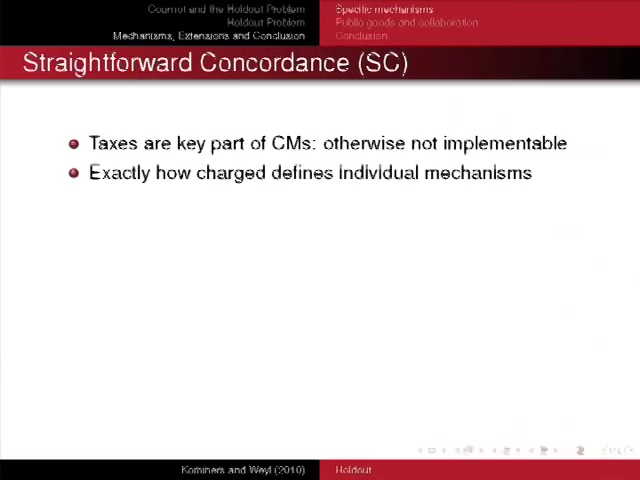 Cournot and the Holdout Problem
Holdout Problem
Mechanisms, Extensions and Conclusion
Specific mechanisms
Public goods and collaboration
Conclusion
Straightforward Concordance (SC)
Taxes are key part of CMs: otherwise not implementable
Exactly how charged defines individual mechanisms
Kominers and Weyl (2010)
Holdout